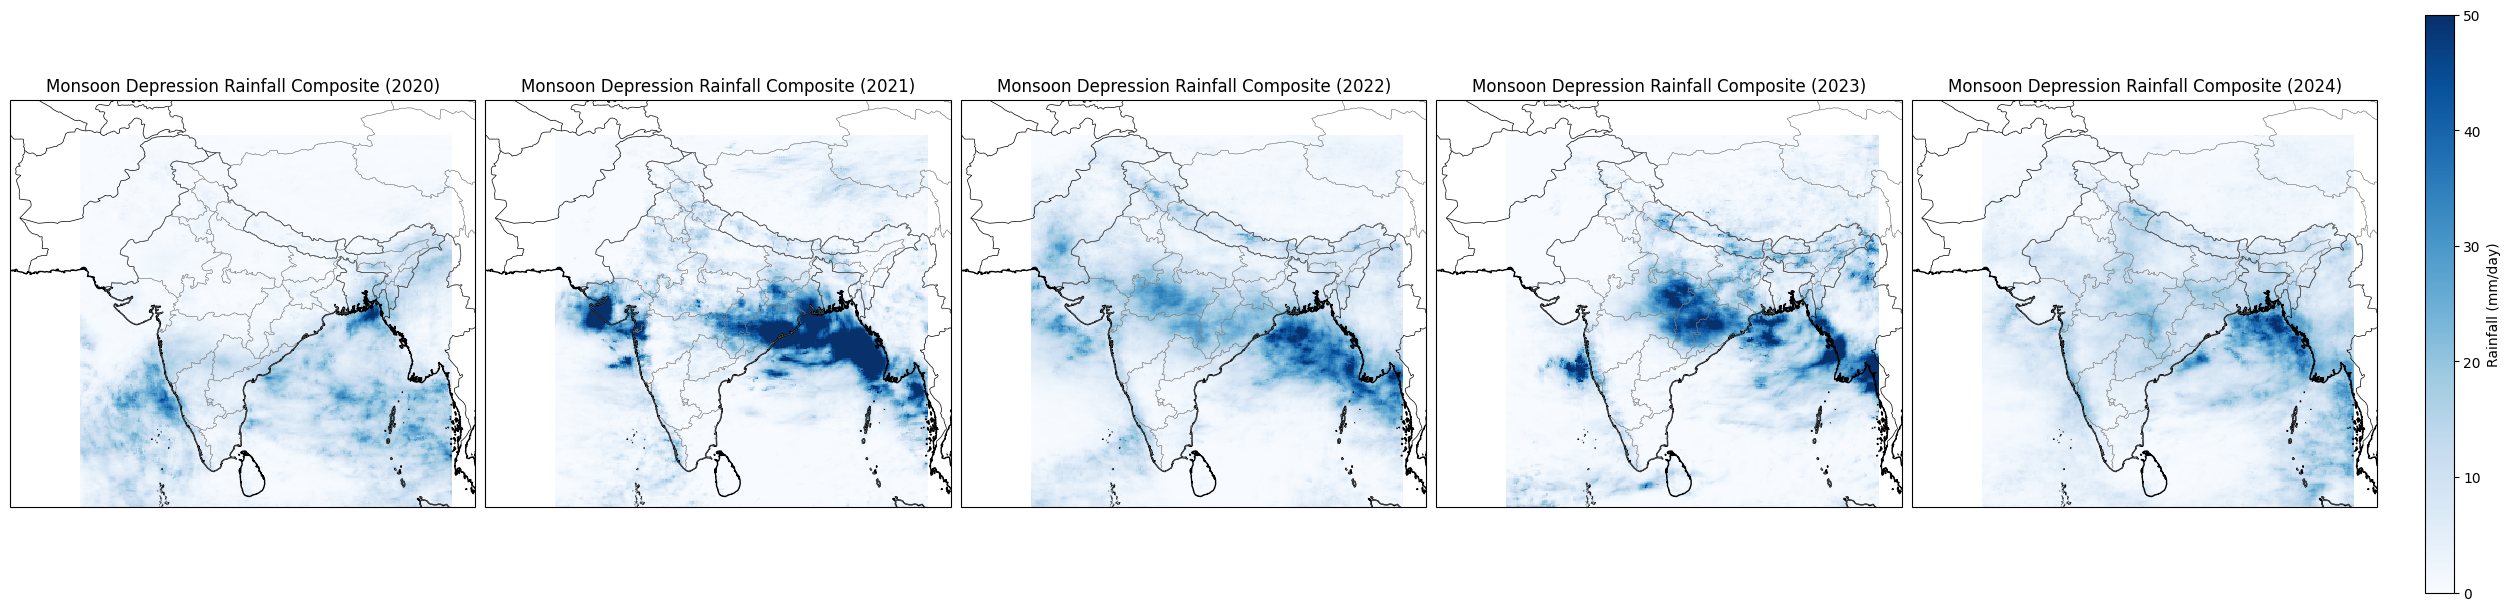 Monsoon Depression Rainfall Composite (2020)
Monsoon Depression Rainfall Composite (2021)
Monsoon Depression Rainfall Composite (2022)
Monsoon Depression Rainfall Composite (2023)
Monsoon Depression Rainfall Composite (2024)
50
40
30
20
10
0
Rainfall (mm/day)